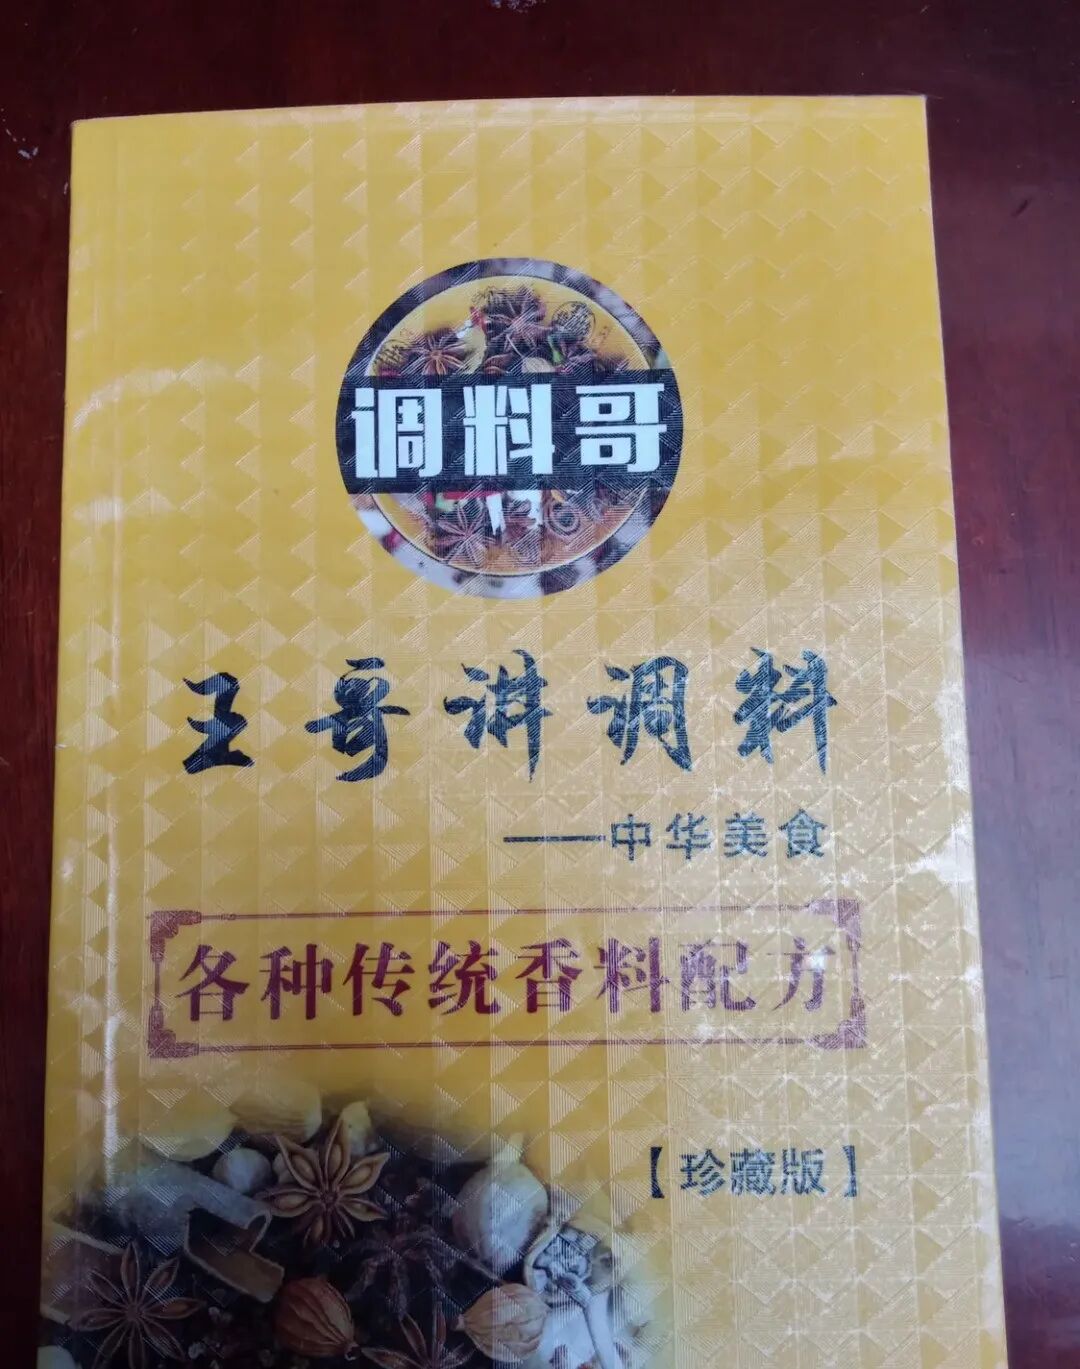 调料哥
王哥讲调料
——中华美食
各种传统香料配方
【珍藏版】